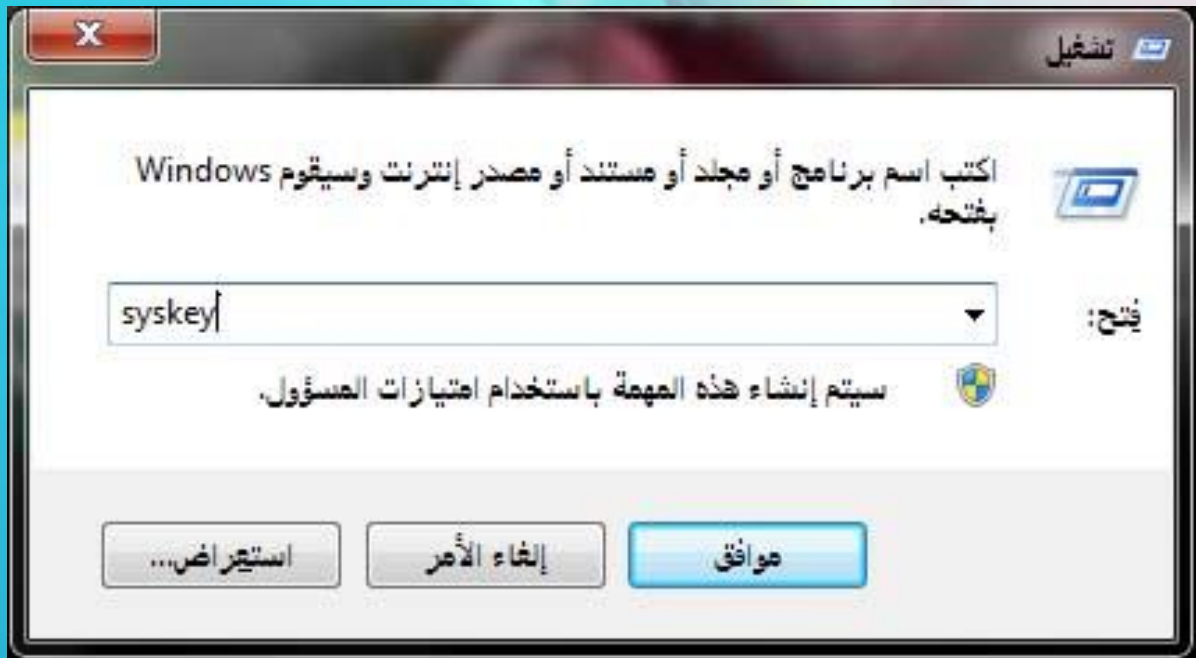 تشغيل
اكتب اسم برنامج أو مجلد أو مستند أو مصدر إنترنت وسيقوم Windows
بفتحه.
فتح:
syskey
سيتم إنشاء هذه المهمة باستخدام امتيازات المسؤول.
موافق
إلغاء الأمر
استعراض...